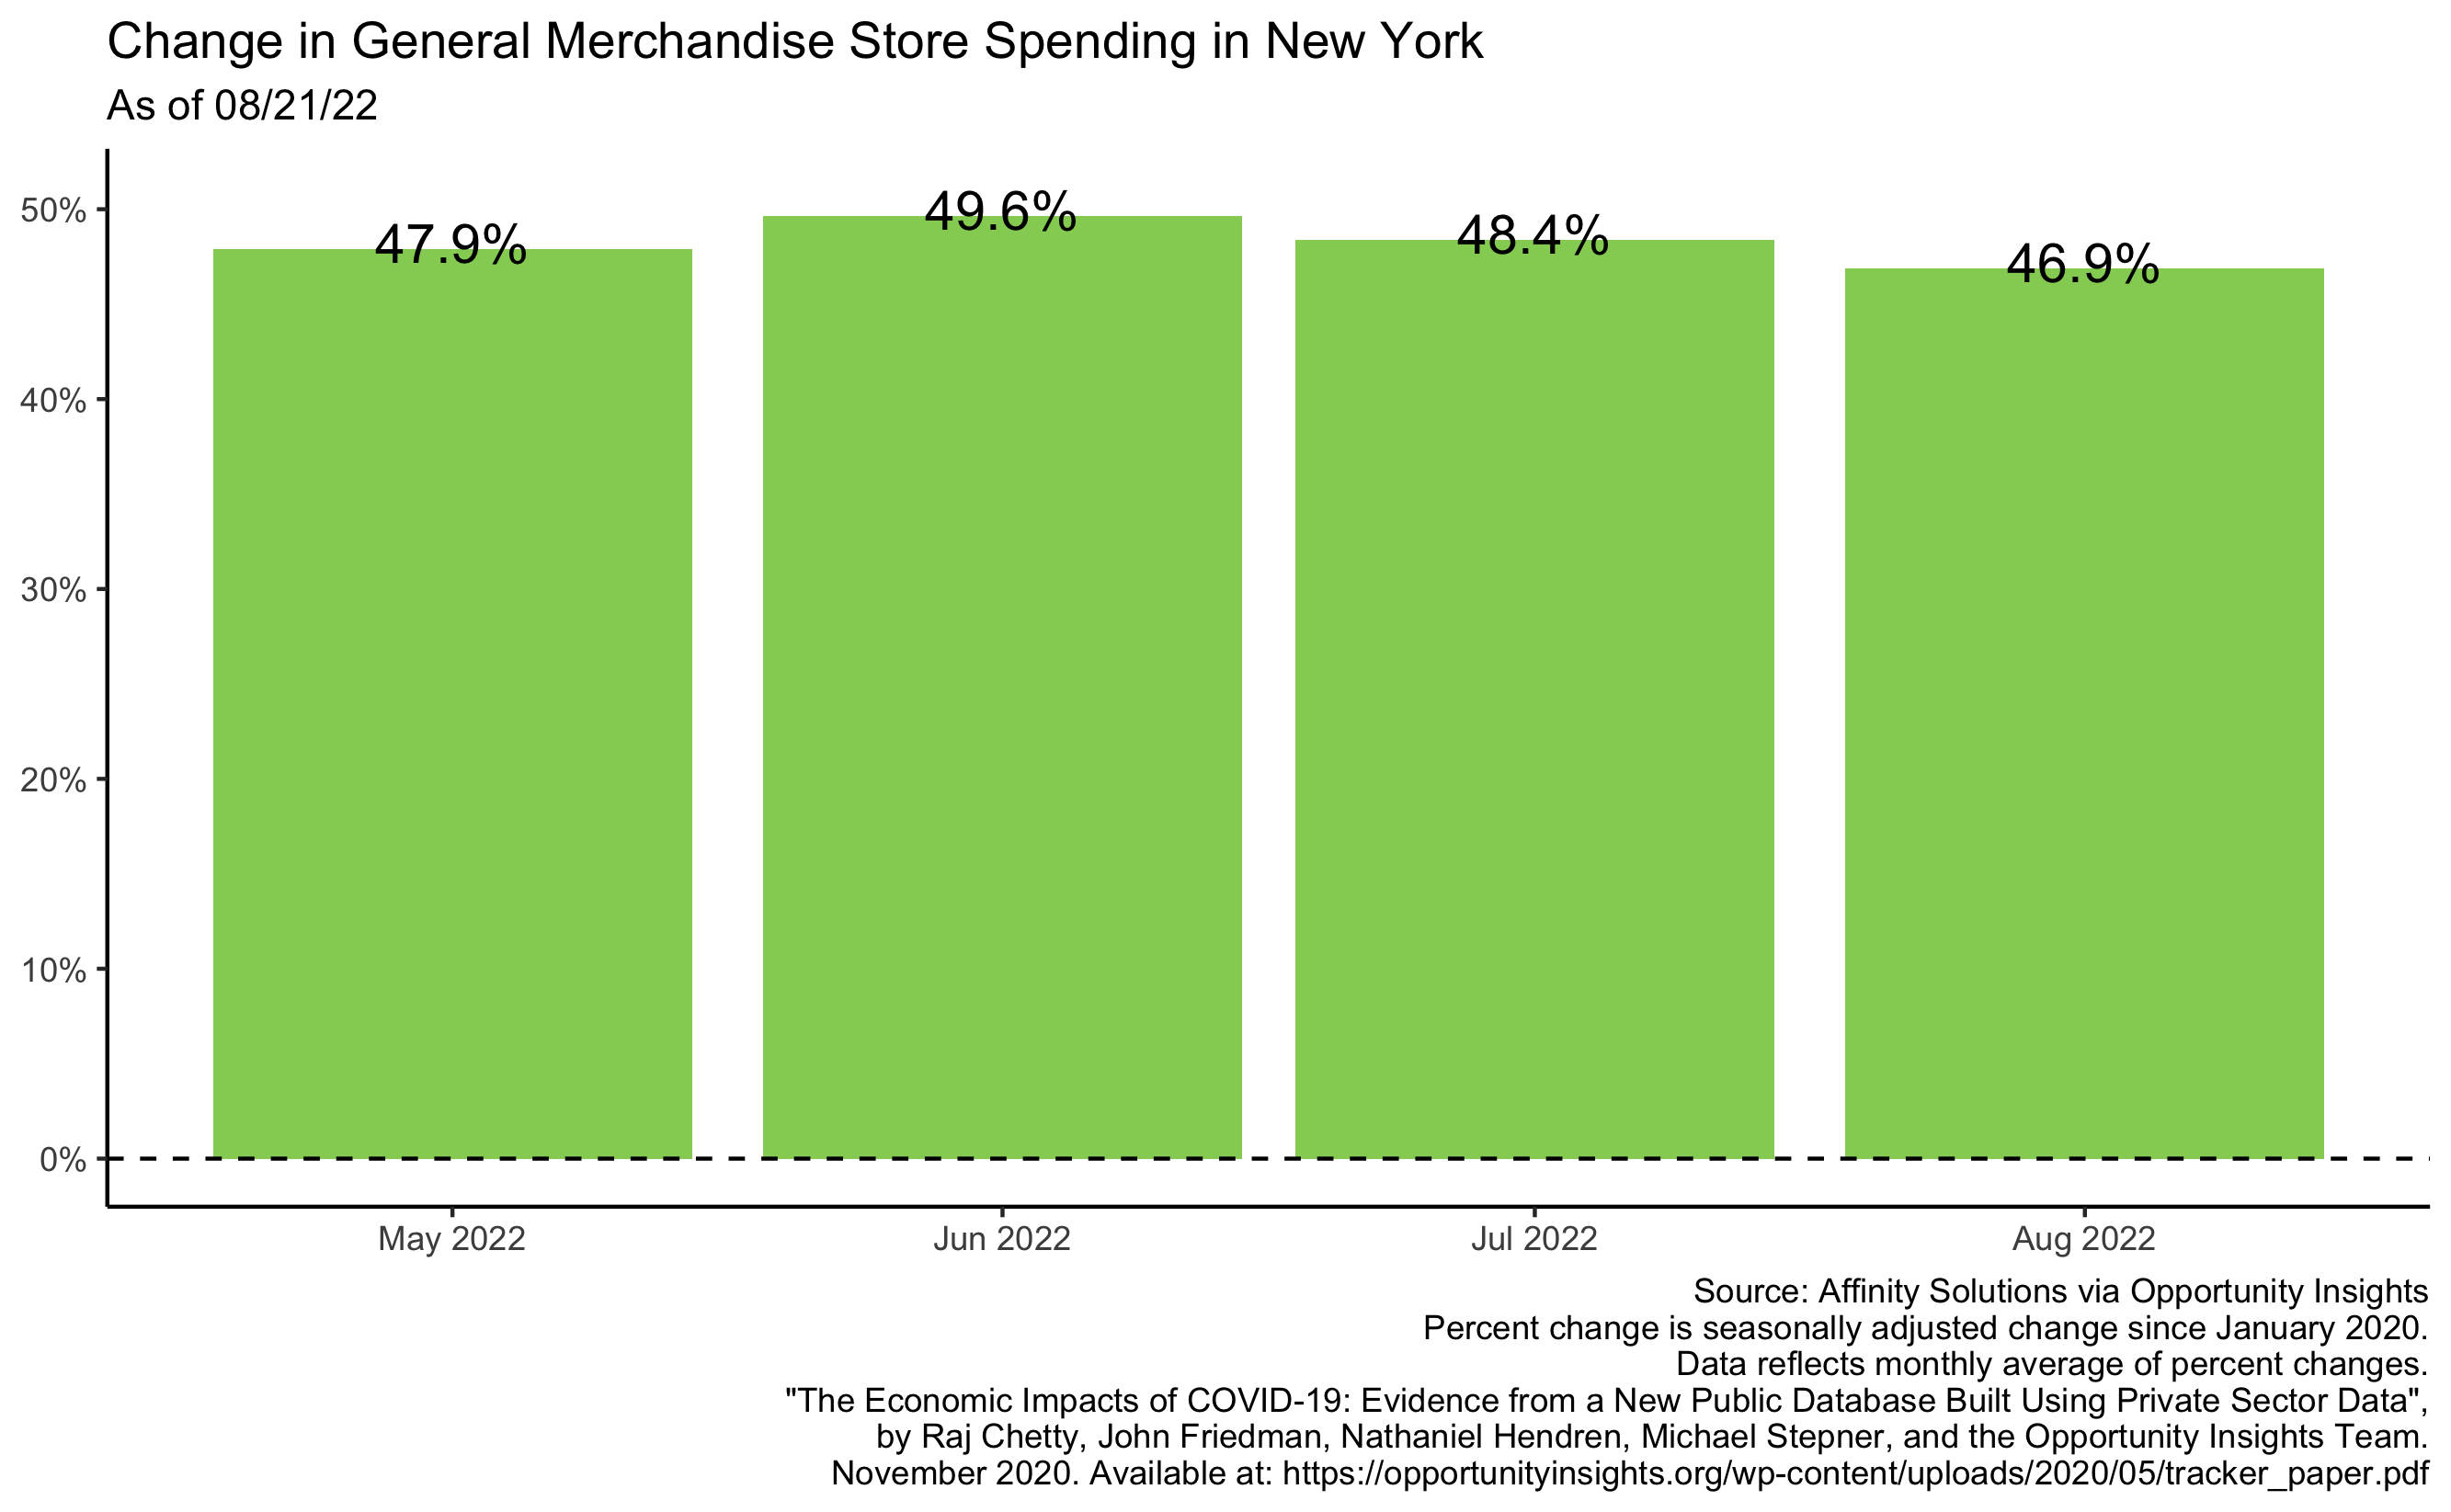 Change in General Merchandise Store Spending in New York
As of 08/21/22
50%
40%
30%
20%
10%
0%
47.9%
49.6%
48.4%
46.9%
May 2022
Jun 2022
Jul 2022
Aug 2022
Source: Affinity Solutions via Opportunity Insights
Percent change is seasonally adjusted change since January 2020.
Data reflects monthly average of percent changes.
"The Economic Impacts of COVID-19: Evidence from a New Public Database Built Using Private Sector Data",
by Raj Chetty, John Friedman, Nathaniel Hendren, Michael Stepner, and the Opportunity Insights Team.
November 2020. Available at: https://opportunityinsights.org/wp-content/uploads/2020/05/tracker_paper.pdf